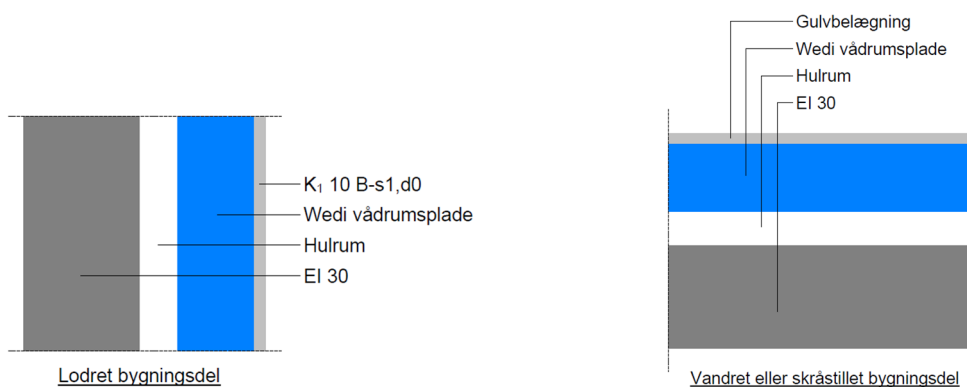 K₁ 10 B-s1,d0
Wedi vådrumsplade
Hulrum
EI 30
Lodret bygningsdel
Gulvbelægning
Wedi vådrumsplade
Hulrum
EI 30
Vandret eller skråstillet bygningsdel